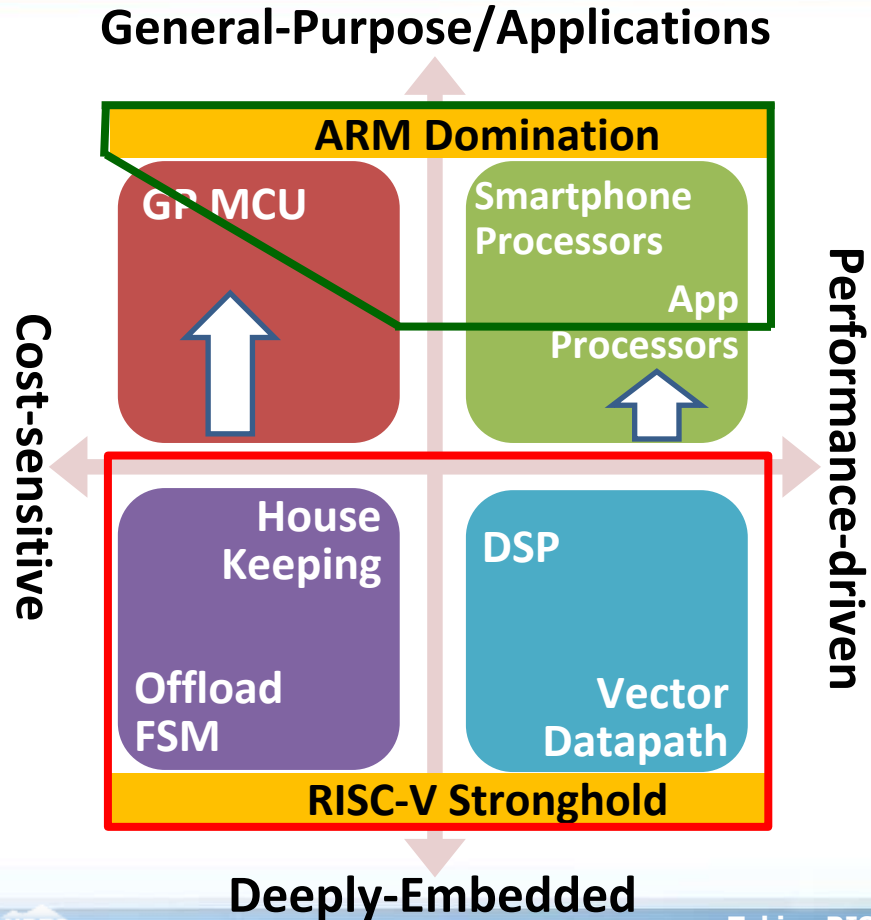 General-Purpose/Applications
ARM Domination
GP MCU
Smartphone
Processors
App
Processors
Cost-sensitive
Performance-driven
House
Keeping
Offload
FSM
DSP
Vector
Datapath
RISC-V Stronghold
Deeply-Embedded